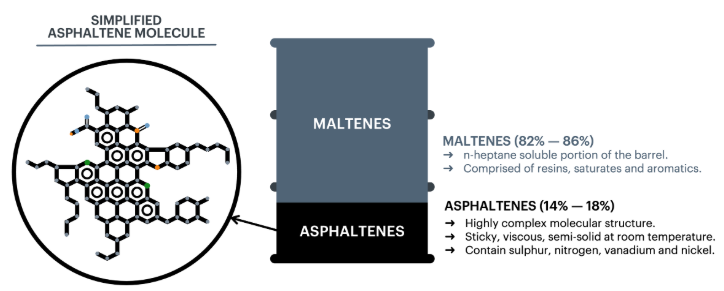 SIMPLIFIED
ASPHALTENE MOLECULE
MALTENES
MALTENES (82% — 86%)
➔ n-heptane soluble portion of the barrel.
➔ Comprised of resins, saturates and aromatics.
ASPHALTENES
ASPHALTENES (14% — 18%)
➔ Highly complex molecular structure.
➔ Sticky, viscous, semi-solid at room temperature.
➔ Contain sulphur, nitrogen, vanadium and nickel.